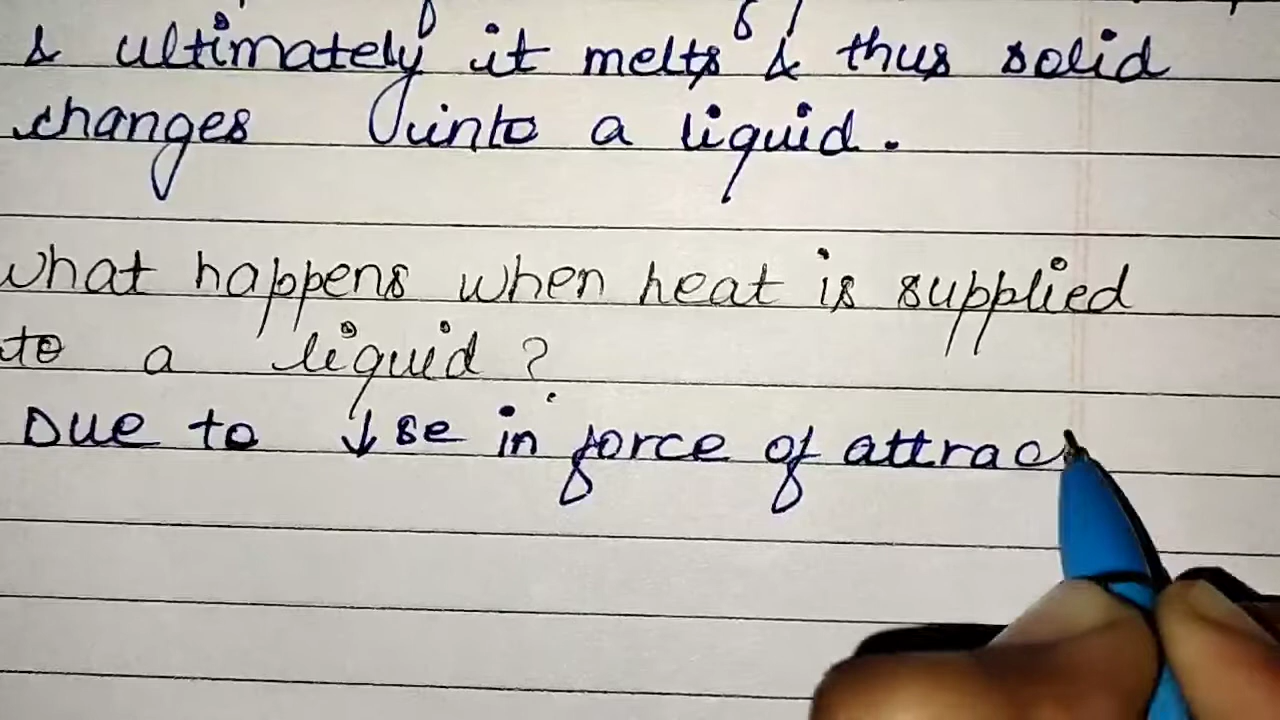 & ultimately it melts & thus solid
changes into a liquid.
What happens when heat is supplied
to a liquid?
Due to ↓se in force of attrac